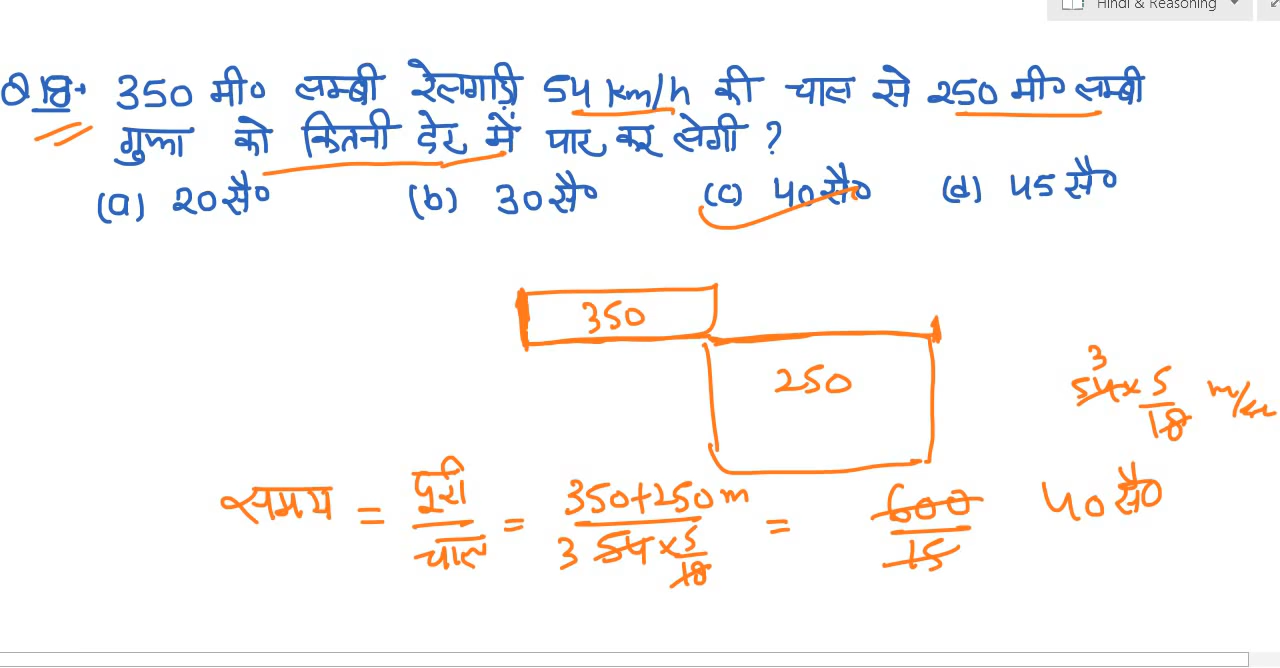 Hindi & Reasoning
Q18. 350 मी० लम्बी रेलगाड़ी 54 km/h की चाल से 250 मी० लम्बी
गुफा को कितनी देर में पार कर लेगी ?
(a) 20 सै० (b) 30 सै० (c) 40 सै० (d) 45 सै०
350
250
3
54 × 5/18 m/sec
समय = दूरी/चाल = 350+250 m / 3 54 × 5/18 = 600/15 40 सै०